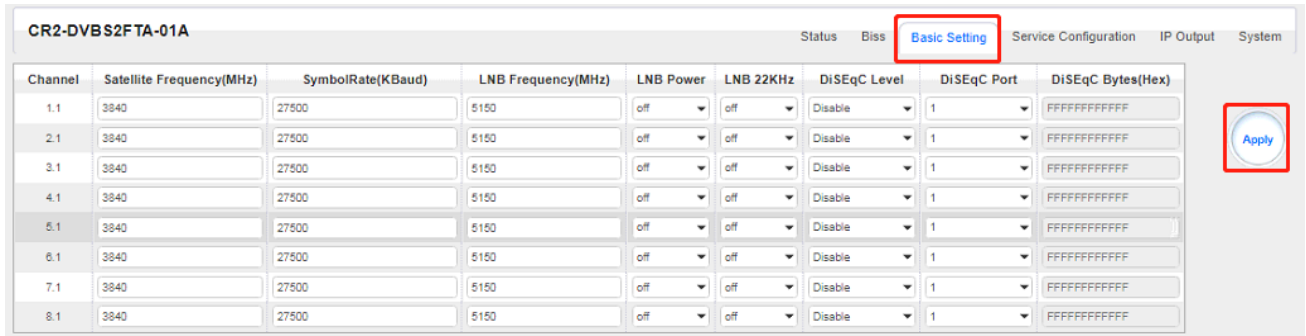 CR2-DVBS2FTA-01A
Status Biss Basic Setting Service Configuration IP Output System
Channel Satellite Frequency(MHz) SymbolRate(KBaud) LNB Frequency(MHz) LNB Power LNB 22KHz DiSEqC Level DiSEqC Port DiSEqC Bytes(Hex)
1.1 3840 27500 5150 off off Disable 1 FFFFFFFFFFFF
2.1 3840 27500 5150 off off Disable 1 FFFFFFFFFFFF
Apply
3.1 3840 27500 5150 off off Disable 1 FFFFFFFFFFFF
4.1 3840 27500 5150 off off Disable 1 FFFFFFFFFFFF
5.1 3840 27500 5150 off off Disable 1 FFFFFFFFFFFF
6.1 3840 27500 5150 off off Disable 1 FFFFFFFFFFFF
7.1 3840 27500 5150 off off Disable 1 FFFFFFFFFFFF
8.1 3840 27500 5150 off off Disable 1 FFFFFFFFFFFF